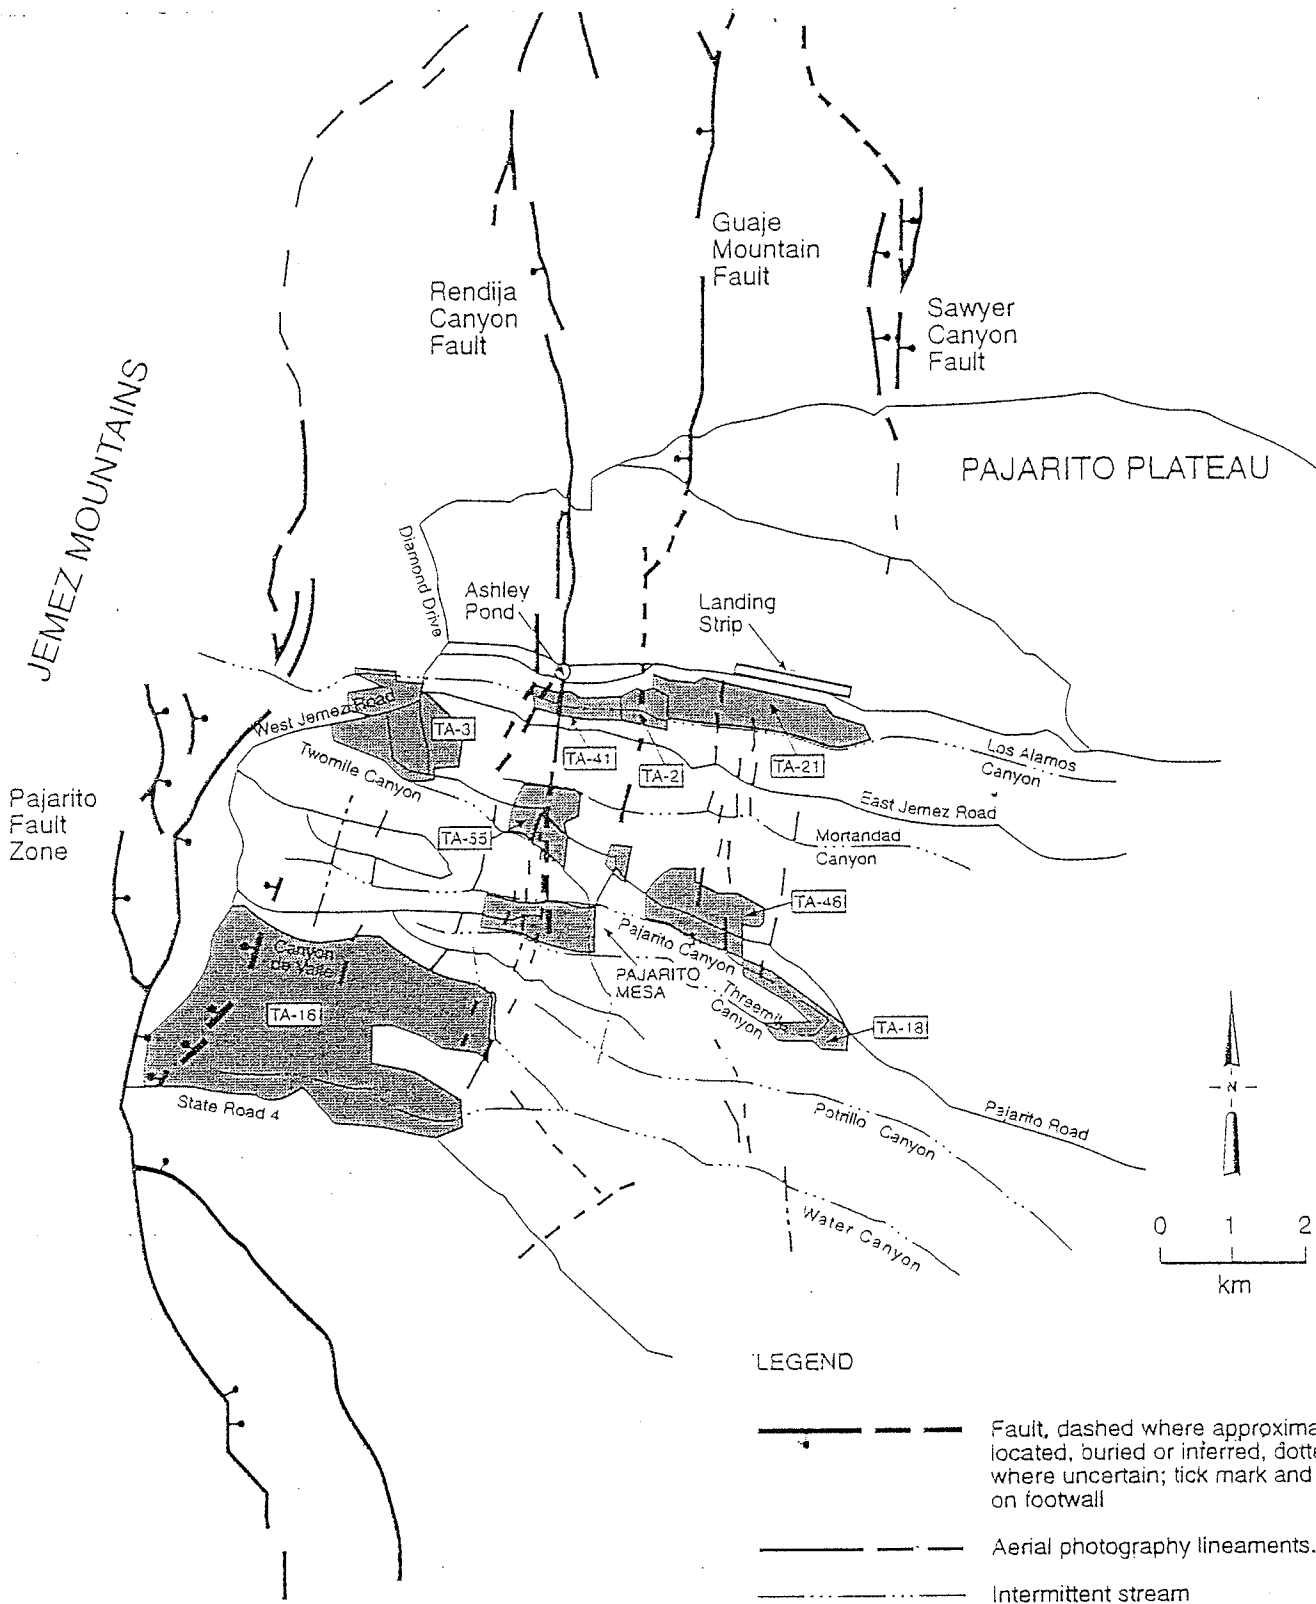 Guaje
Mountain
Fault
Rendija
Canyon
Fault
Sawyer
Canyon
Fault
JEMEZ MOUNTAINS
PAJARITO PLATEAU
Diamond Drive
Ashley
Pond
Landing
Strip
West Jemez Road
TA-3
TA-41
TA-2
TA-21
Los Alamos
Canyon
Twomile Canyon
East Jemez Road
Pajarito
Fault
Zone
TA-55
Mortandad
Canyon
TA-46
Pajarito Canyon
Canyon
de Valle
PAJARITO
MESA
Threemile
Canyon
TA-16
TA-18
State Road 4
Potrillo Canyon
Pajarito Road
Water Canyon
N
0 1 2
km
LEGEND
Fault, dashed where approxima
located, buried or inferred, dotte
where uncertain; tick mark and
on footwall
Aerial photography lineaments.
Intermittent stream